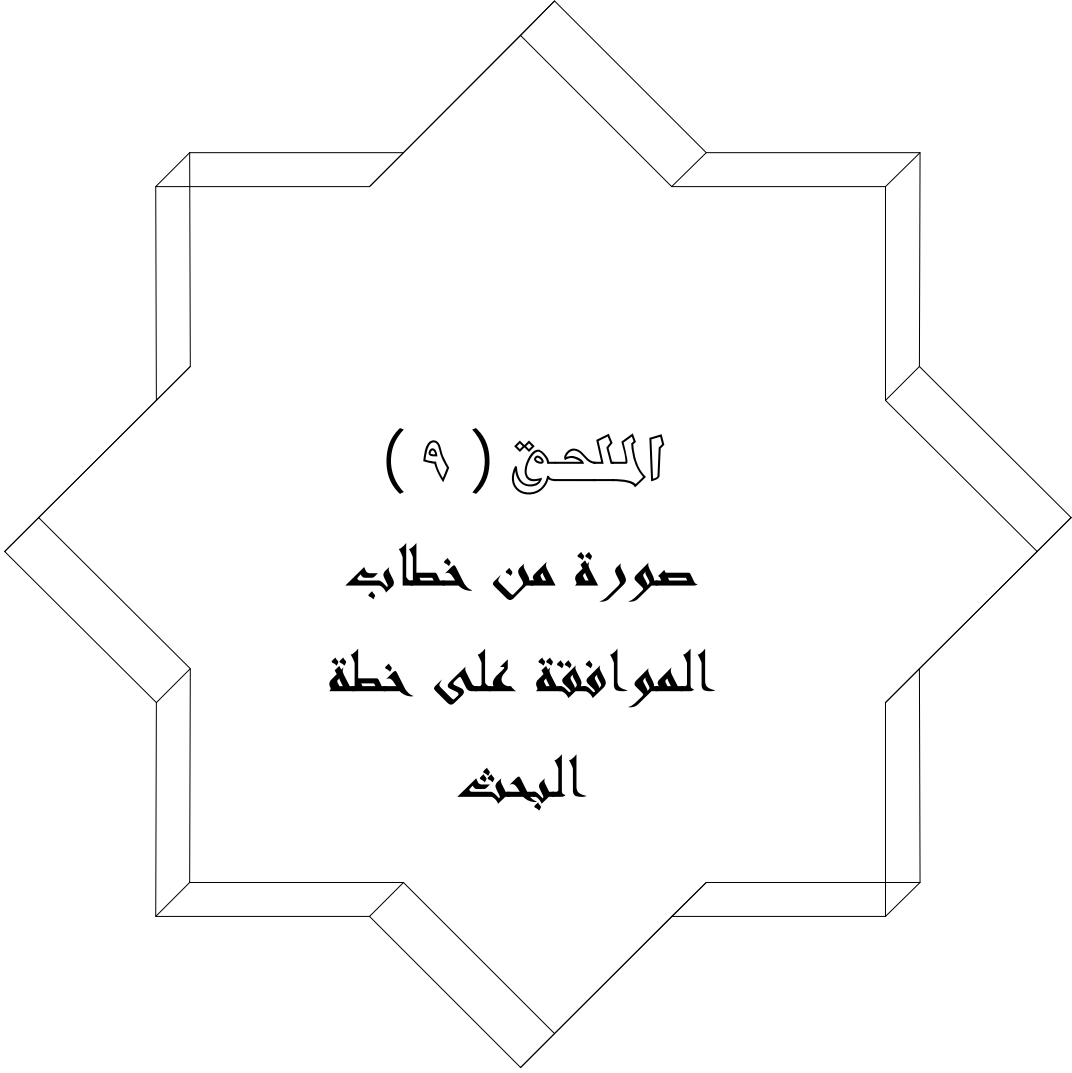 الملحق ( ٩ )
صورة من خطاب
الموافقة على خطة
البحث